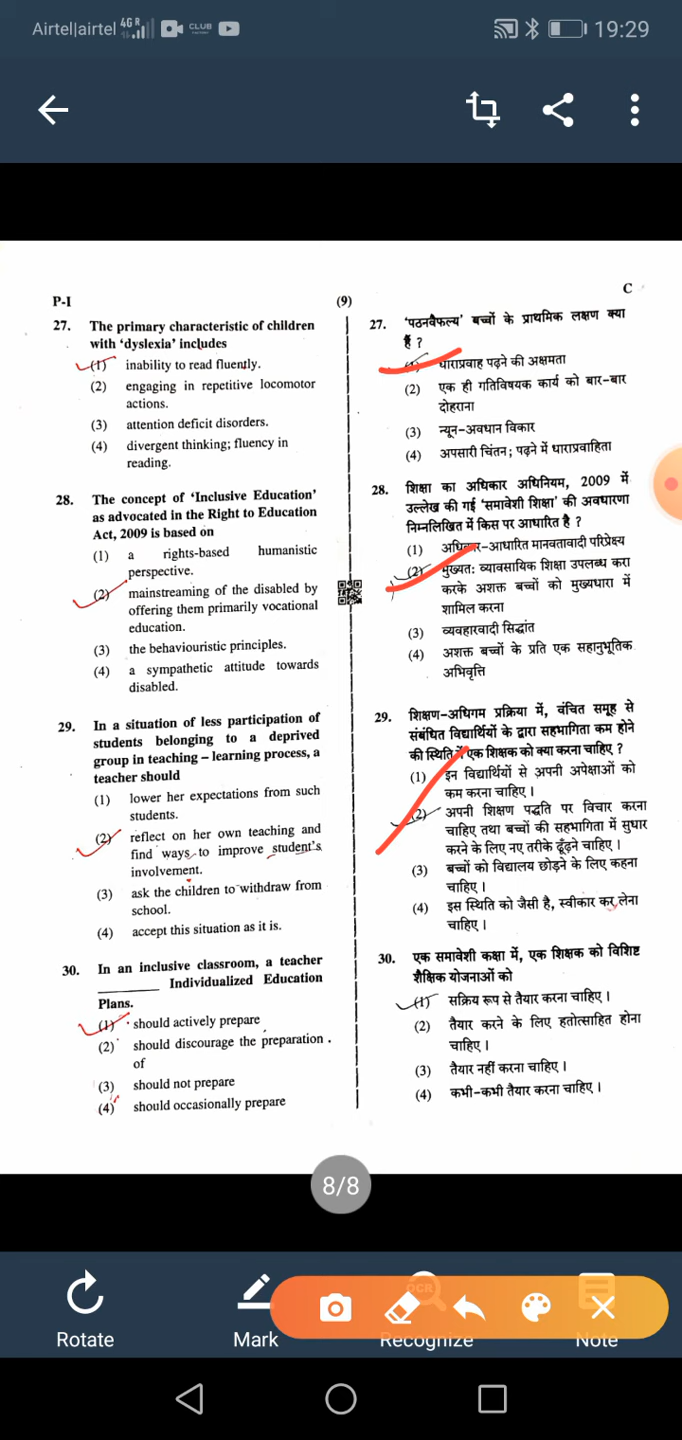 Airtel|airtel 4G R CLUB 19:29
P-I (9) C
27. The primary characteristic of children
with ‘dyslexia’ includes
(1) inability to read fluently.
(2) engaging in repetitive locomotor
actions.
(3) attention deficit disorders.
(4) divergent thinking; fluency in
reading.
28. The concept of ‘Inclusive Education’
as advocated in the Right to Education
Act, 2009 is based on
(1) a rights-based humanistic
perspective.
(2) mainstreaming of the disabled by
offering them primarily vocational
education.
(3) the behaviouristic principles.
(4) a sympathetic attitude towards
disabled.
29. In a situation of less participation of
students belonging to a deprived
group in teaching – learning process, a
teacher should
(1) lower her expectations from such
students.
(2) reflect on her own teaching and
find ways to improve student's
involvement.
(3) ask the children to withdraw from
school.
(4) accept this situation as it is.
30. In an inclusive classroom, a teacher
________ Individualized Education
Plans.
(1) should actively prepare
(2) should discourage the preparation
of
(3) should not prepare
(4) should occasionally prepare
27. ‘पठनवैफल्य’ बच्चों के प्राथमिक लक्षण क्या
हैं ?
(1) धाराप्रवाह पढ़ने की अक्षमता
(2) एक ही गतिविषयक कार्य को बार-बार
दोहराना
(3) न्यून-अवधान विकार
(4) अपसारी चिंतन ; पढ़ने में धाराप्रवाहिता
28. शिक्षा का अधिकार अधिनियम, 2009 में
उल्लेख की गई ‘समावेशी शिक्षा’ की अवधारणा
निम्नलिखित में किस पर आधारित है ?
(1) अधिकार-आधारित मानवतावादी परिप्रेक्ष्य
(2) मुख्यत: व्यावसायिक शिक्षा उपलब्ध करा
करके अशक्त बच्चों को मुख्यधारा में
शामिल करना
(3) व्यवहारवादी सिद्धांत
(4) अशक्त बच्चों के प्रति एक सहानुभूतिक
अभिवृत्ति
29. शिक्षण-अधिगम प्रक्रिया में, वंचित समूह से
संबंधित विद्यार्थियों के द्वारा सहभागिता कम होने
की स्थिति में एक शिक्षक को क्या करना चाहिए ?
(1) इन विद्यार्थियों से अपनी अपेक्षाओं को
कम करना चाहिए ।
(2) अपनी शिक्षण पद्धति पर विचार करना
चाहिए तथा बच्चों की सहभागिता में सुधार
करने के लिए नए तरीके ढूँढ़ने चाहिए ।
(3) बच्चों को विद्यालय छोड़ने के लिए कहना
चाहिए ।
(4) इस स्थिति को जैसी है, स्वीकार कर लेना
चाहिए ।
30. एक समावेशी कक्षा में, एक शिक्षक को विशिष्ट
शैक्षिक योजनाओं को
(1) सक्रिय रूप से तैयार करना चाहिए ।
(2) तैयार करने के लिए हतोत्साहित होना
चाहिए ।
(3) तैयार नहीं करना चाहिए ।
(4) कभी-कभी तैयार करना चाहिए ।
8/8
OCR
Rotate Mark Recognize Note